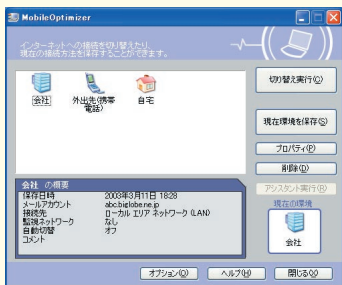 MobileOptimizer
インターネットへの接続を切り替えたり、
現在の接続方法を保存することができます。
会社
外出先(携帯
電話)
自宅
切り替え実行(C)
現在環境を保存(S)
プロパティ(P)
削除(D)
アシスタント実行(R)
現在の環境
会社
会社 の概要
保存日時 2003年3月11日 18:28
メールアカウント abc.biglobe.ne.jp
接続先 ローカル エリア ネットワーク (LAN)
監視ネットワーク なし
自動切替 オフ
コメント
オプション(O)
ヘルプ(H)
閉じる(X)